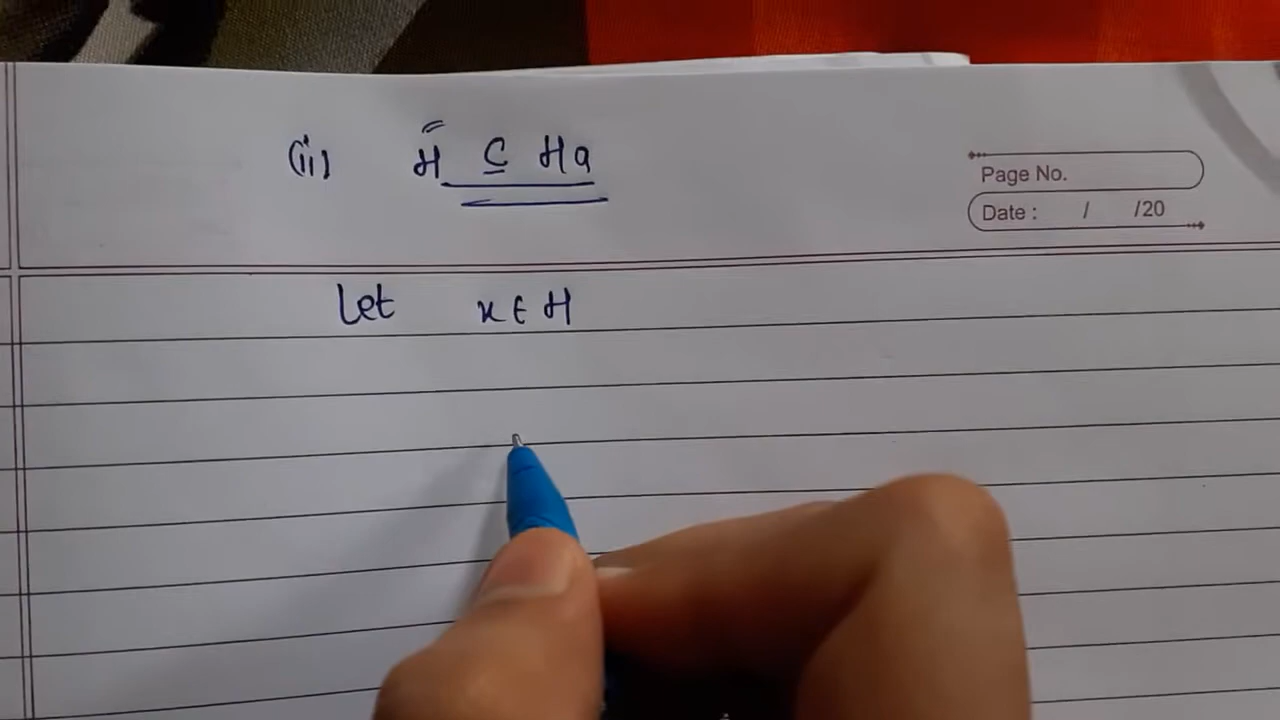 (ii) H ⊆ Ha
Page No.
Date : / /20
Let x ∈ H